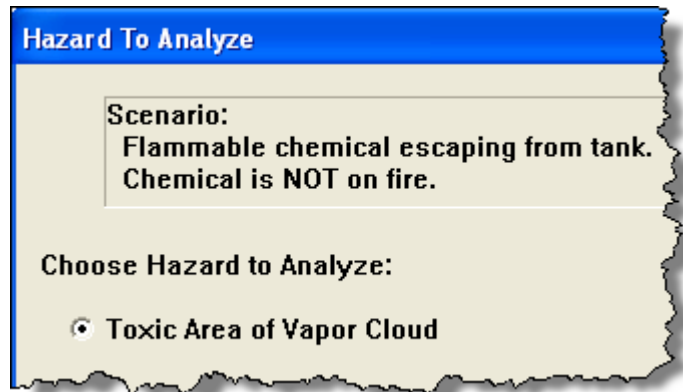 Hazard To Analyze
Scenario:
Flammable chemical escaping from tank.
Chemical is NOT on fire.
Choose Hazard to Analyze:
Toxic Area of Vapor Cloud